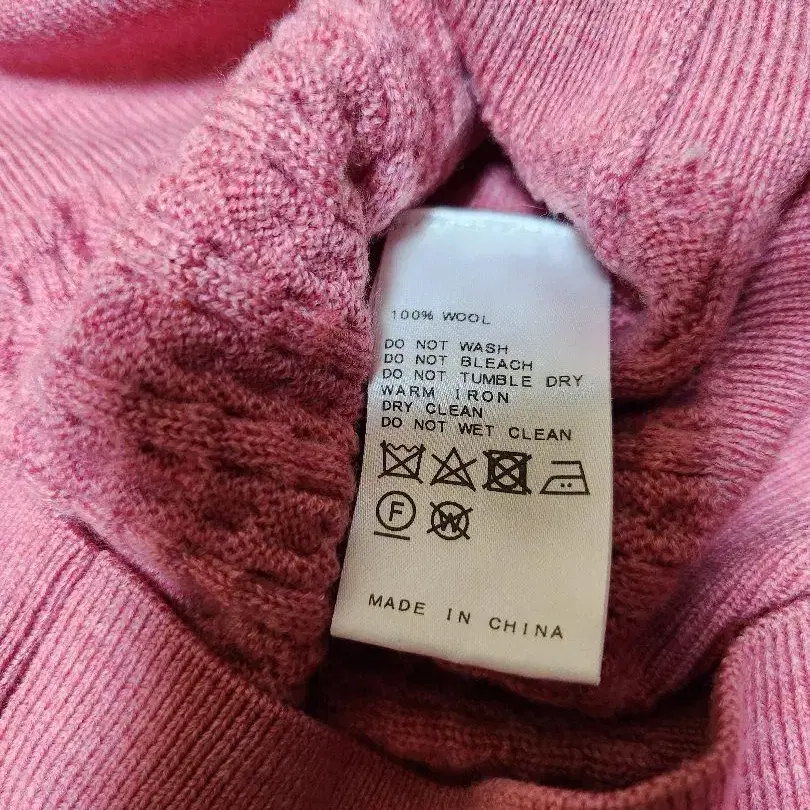 100% WOOL
DO NOT WASH
DO NOT BLEACH
DO NOT TUMBLE DRY
WARM IRON
DRY CLEAN
DO NOT WET CLEAN
F W
MADE IN CHINA